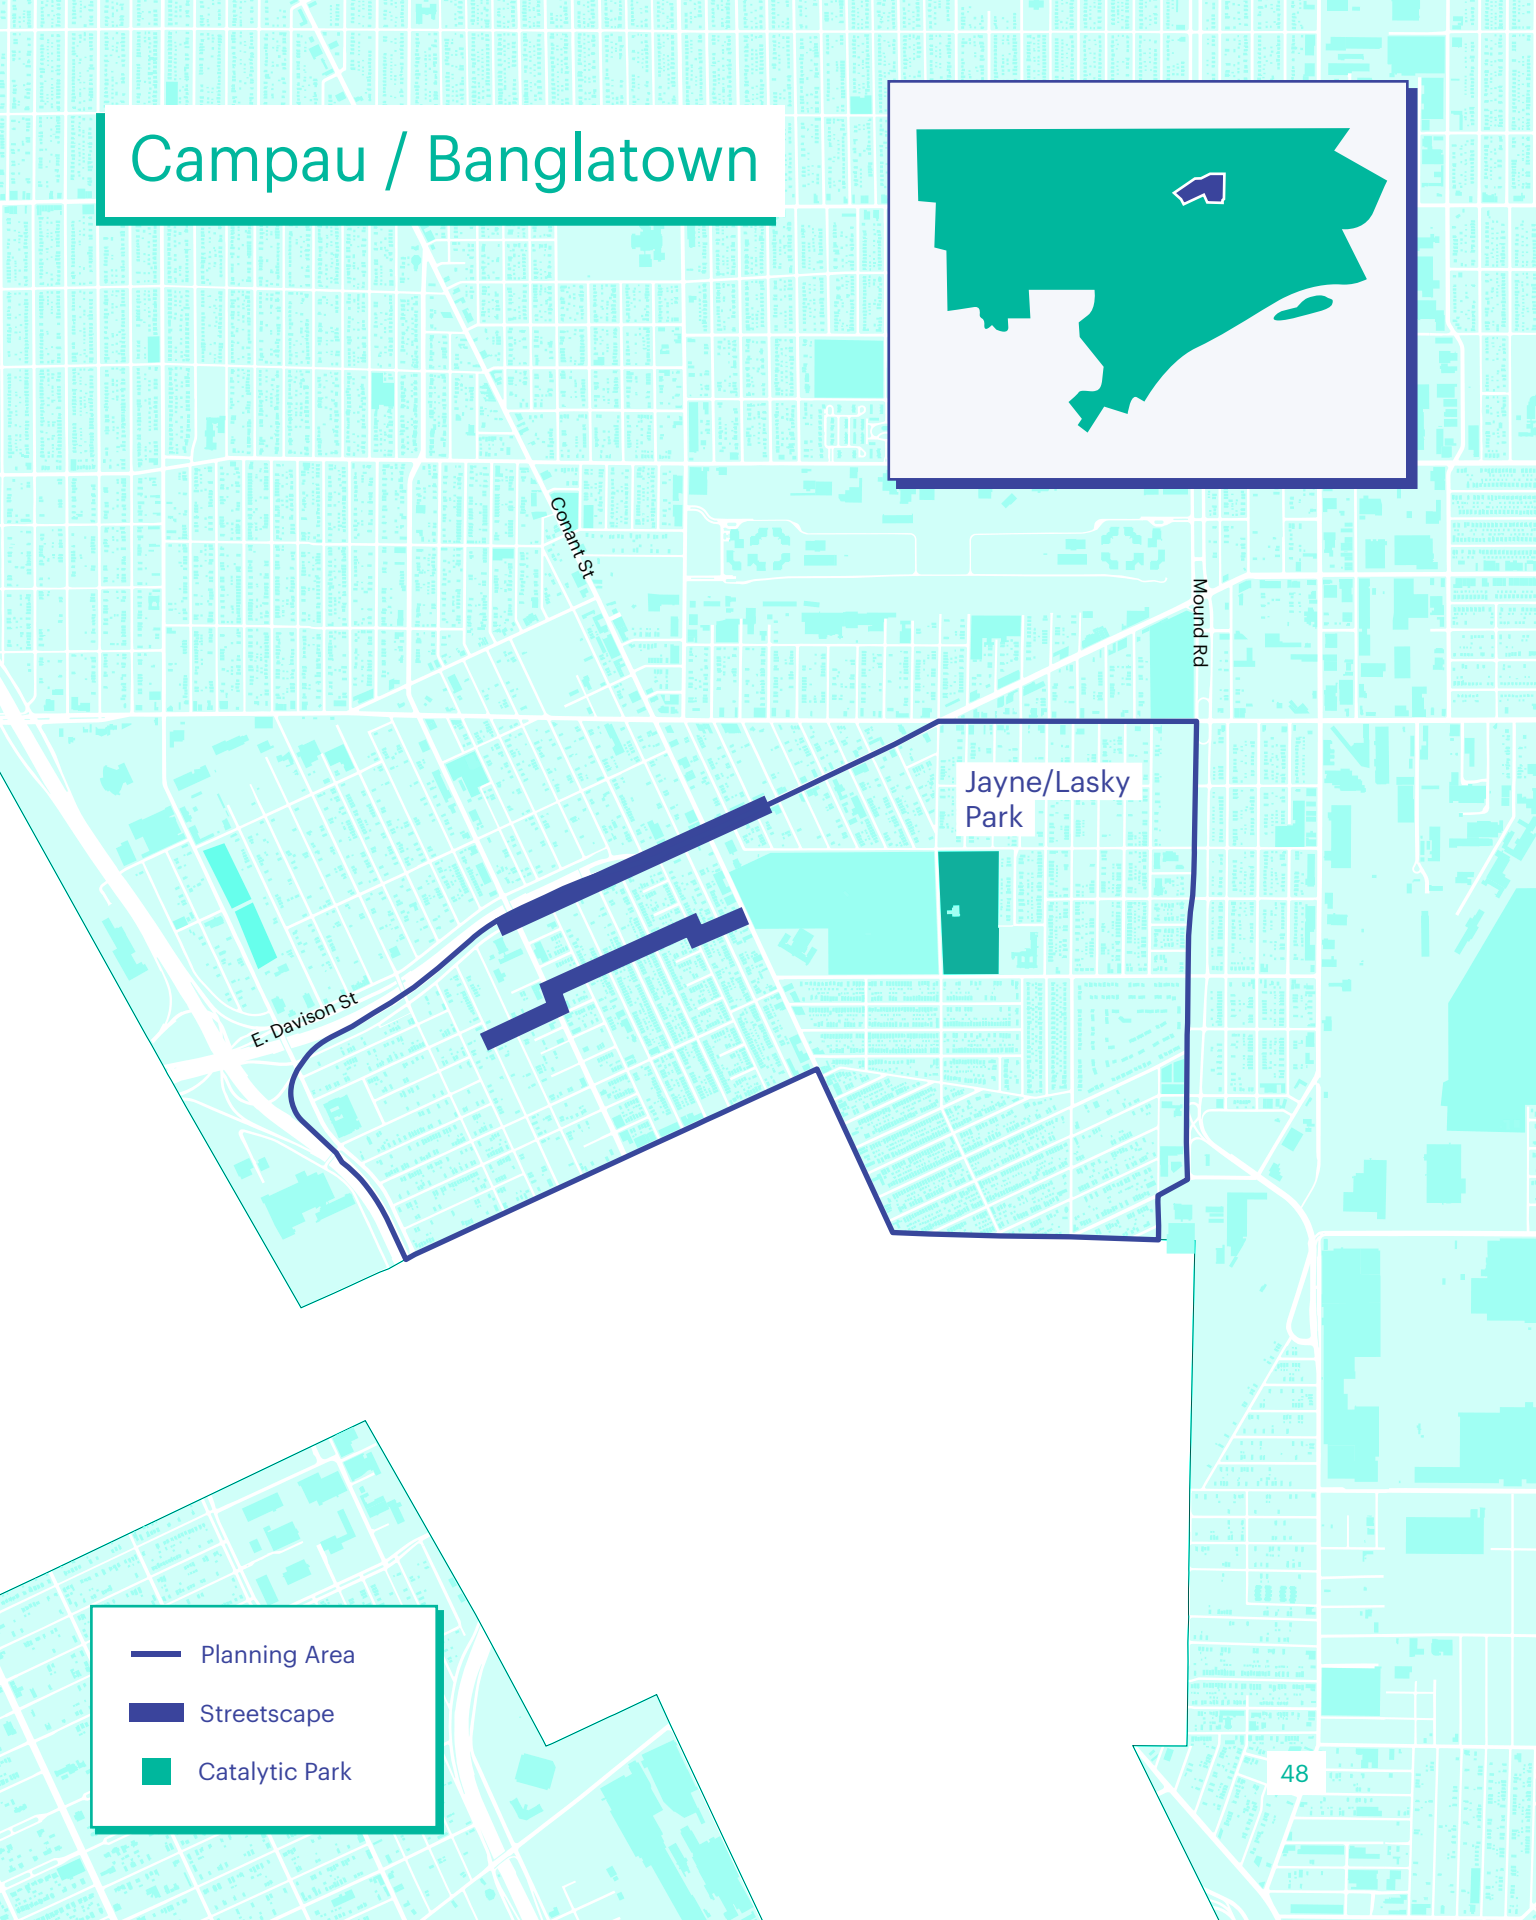 Campau / Banglatown
Conant St
Mound Rd
Jayne/Lasky
Park
E. Davison St
Planning Area
Streetscape
Catalytic Park
48